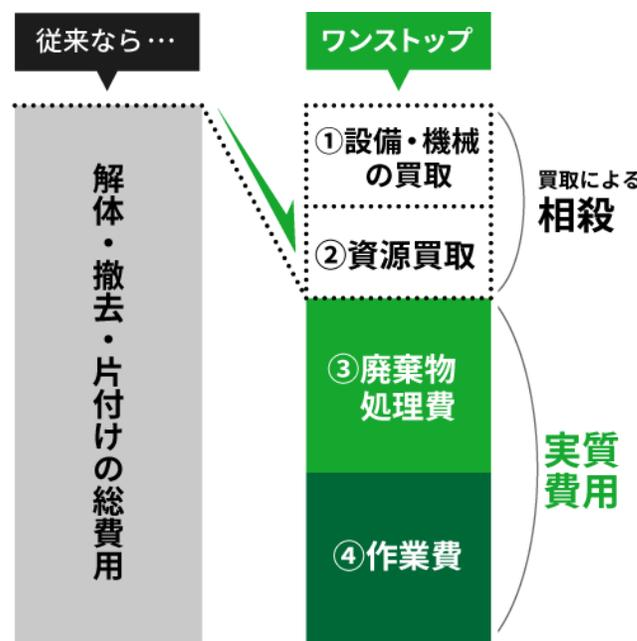 従来なら…
解体・撤去・片付けの総費用
ワンストップ
①設備・機械
の買取
②資源買取
買取による
相殺
③廃棄物
処理費
④作業費
実質
費用